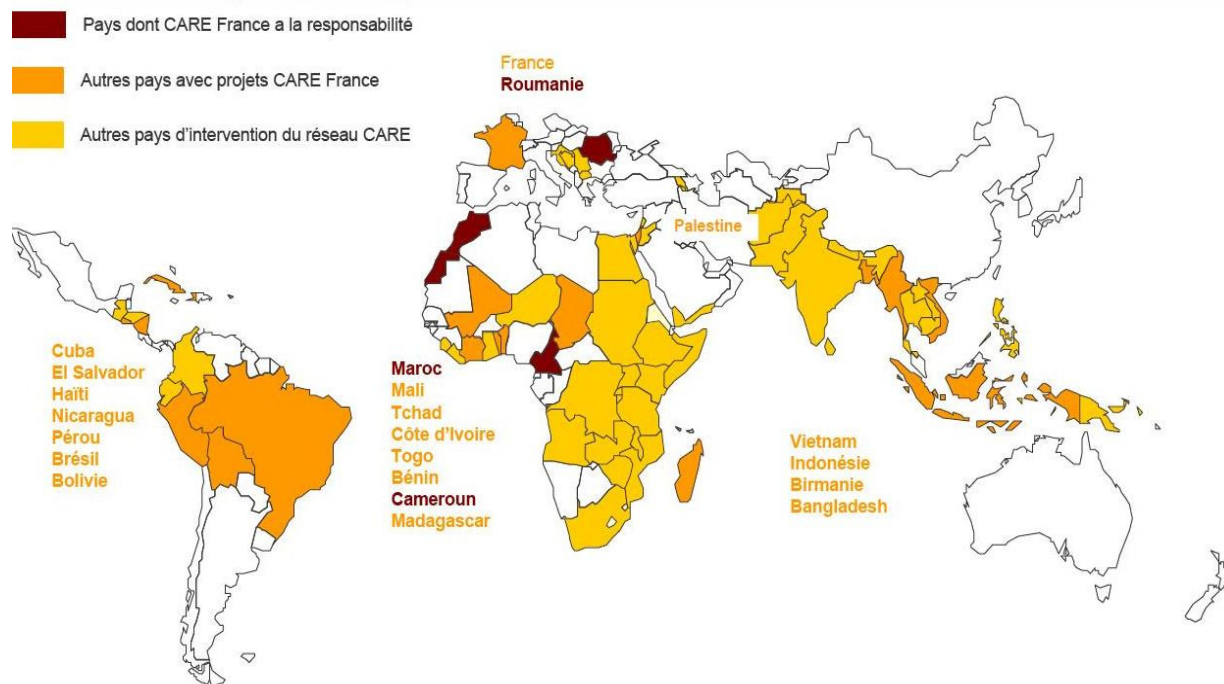 Pays dont CARE France a la responsabilité
Autres pays avec projets CARE France
Autres pays d'intervention du réseau CARE
France
Roumanie
Palestine
Cuba
El Salvador
Haïti
Nicaragua
Pérou
Brésil
Bolivie
Maroc
Mali
Tchad
Côte d'Ivoire
Togo
Bénin
Cameroun
Madagascar
Vietnam
Indonésie
Birmanie
Bangladesh